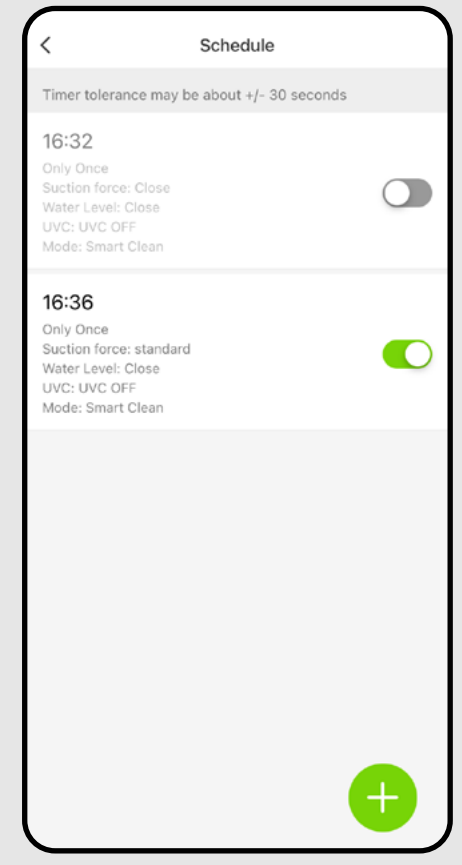 Schedule
Timer tolerance may be about +/- 30 seconds
16:32
Only Once
Suction force: Close
Water Level: Close
UVC: UVC OFF
Mode: Smart Clean
16:36
Only Once
Suction force: standard
Water Level: Close
UVC: UVC OFF
Mode: Smart Clean